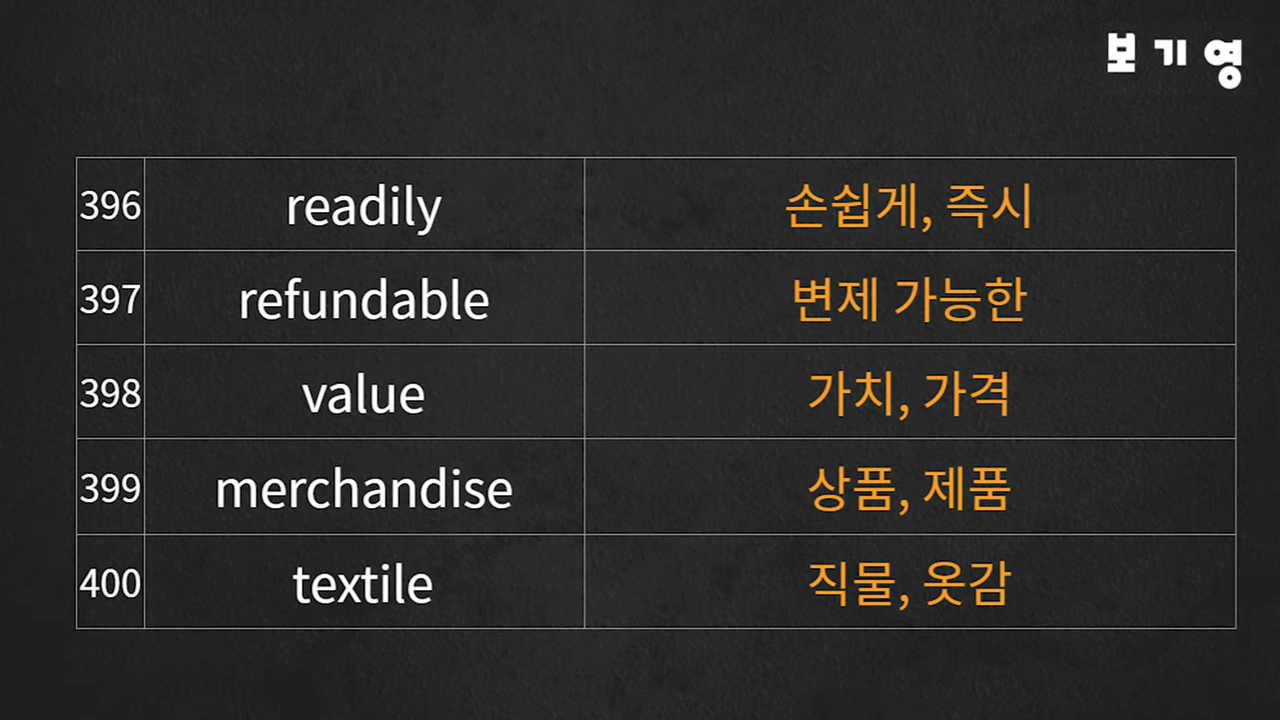 보기영
396 readily 손쉽게, 즉시
397 refundable 변제 가능한
398 value 가치, 가격
399 merchandise 상품, 제품
400 textile 직물, 옷감